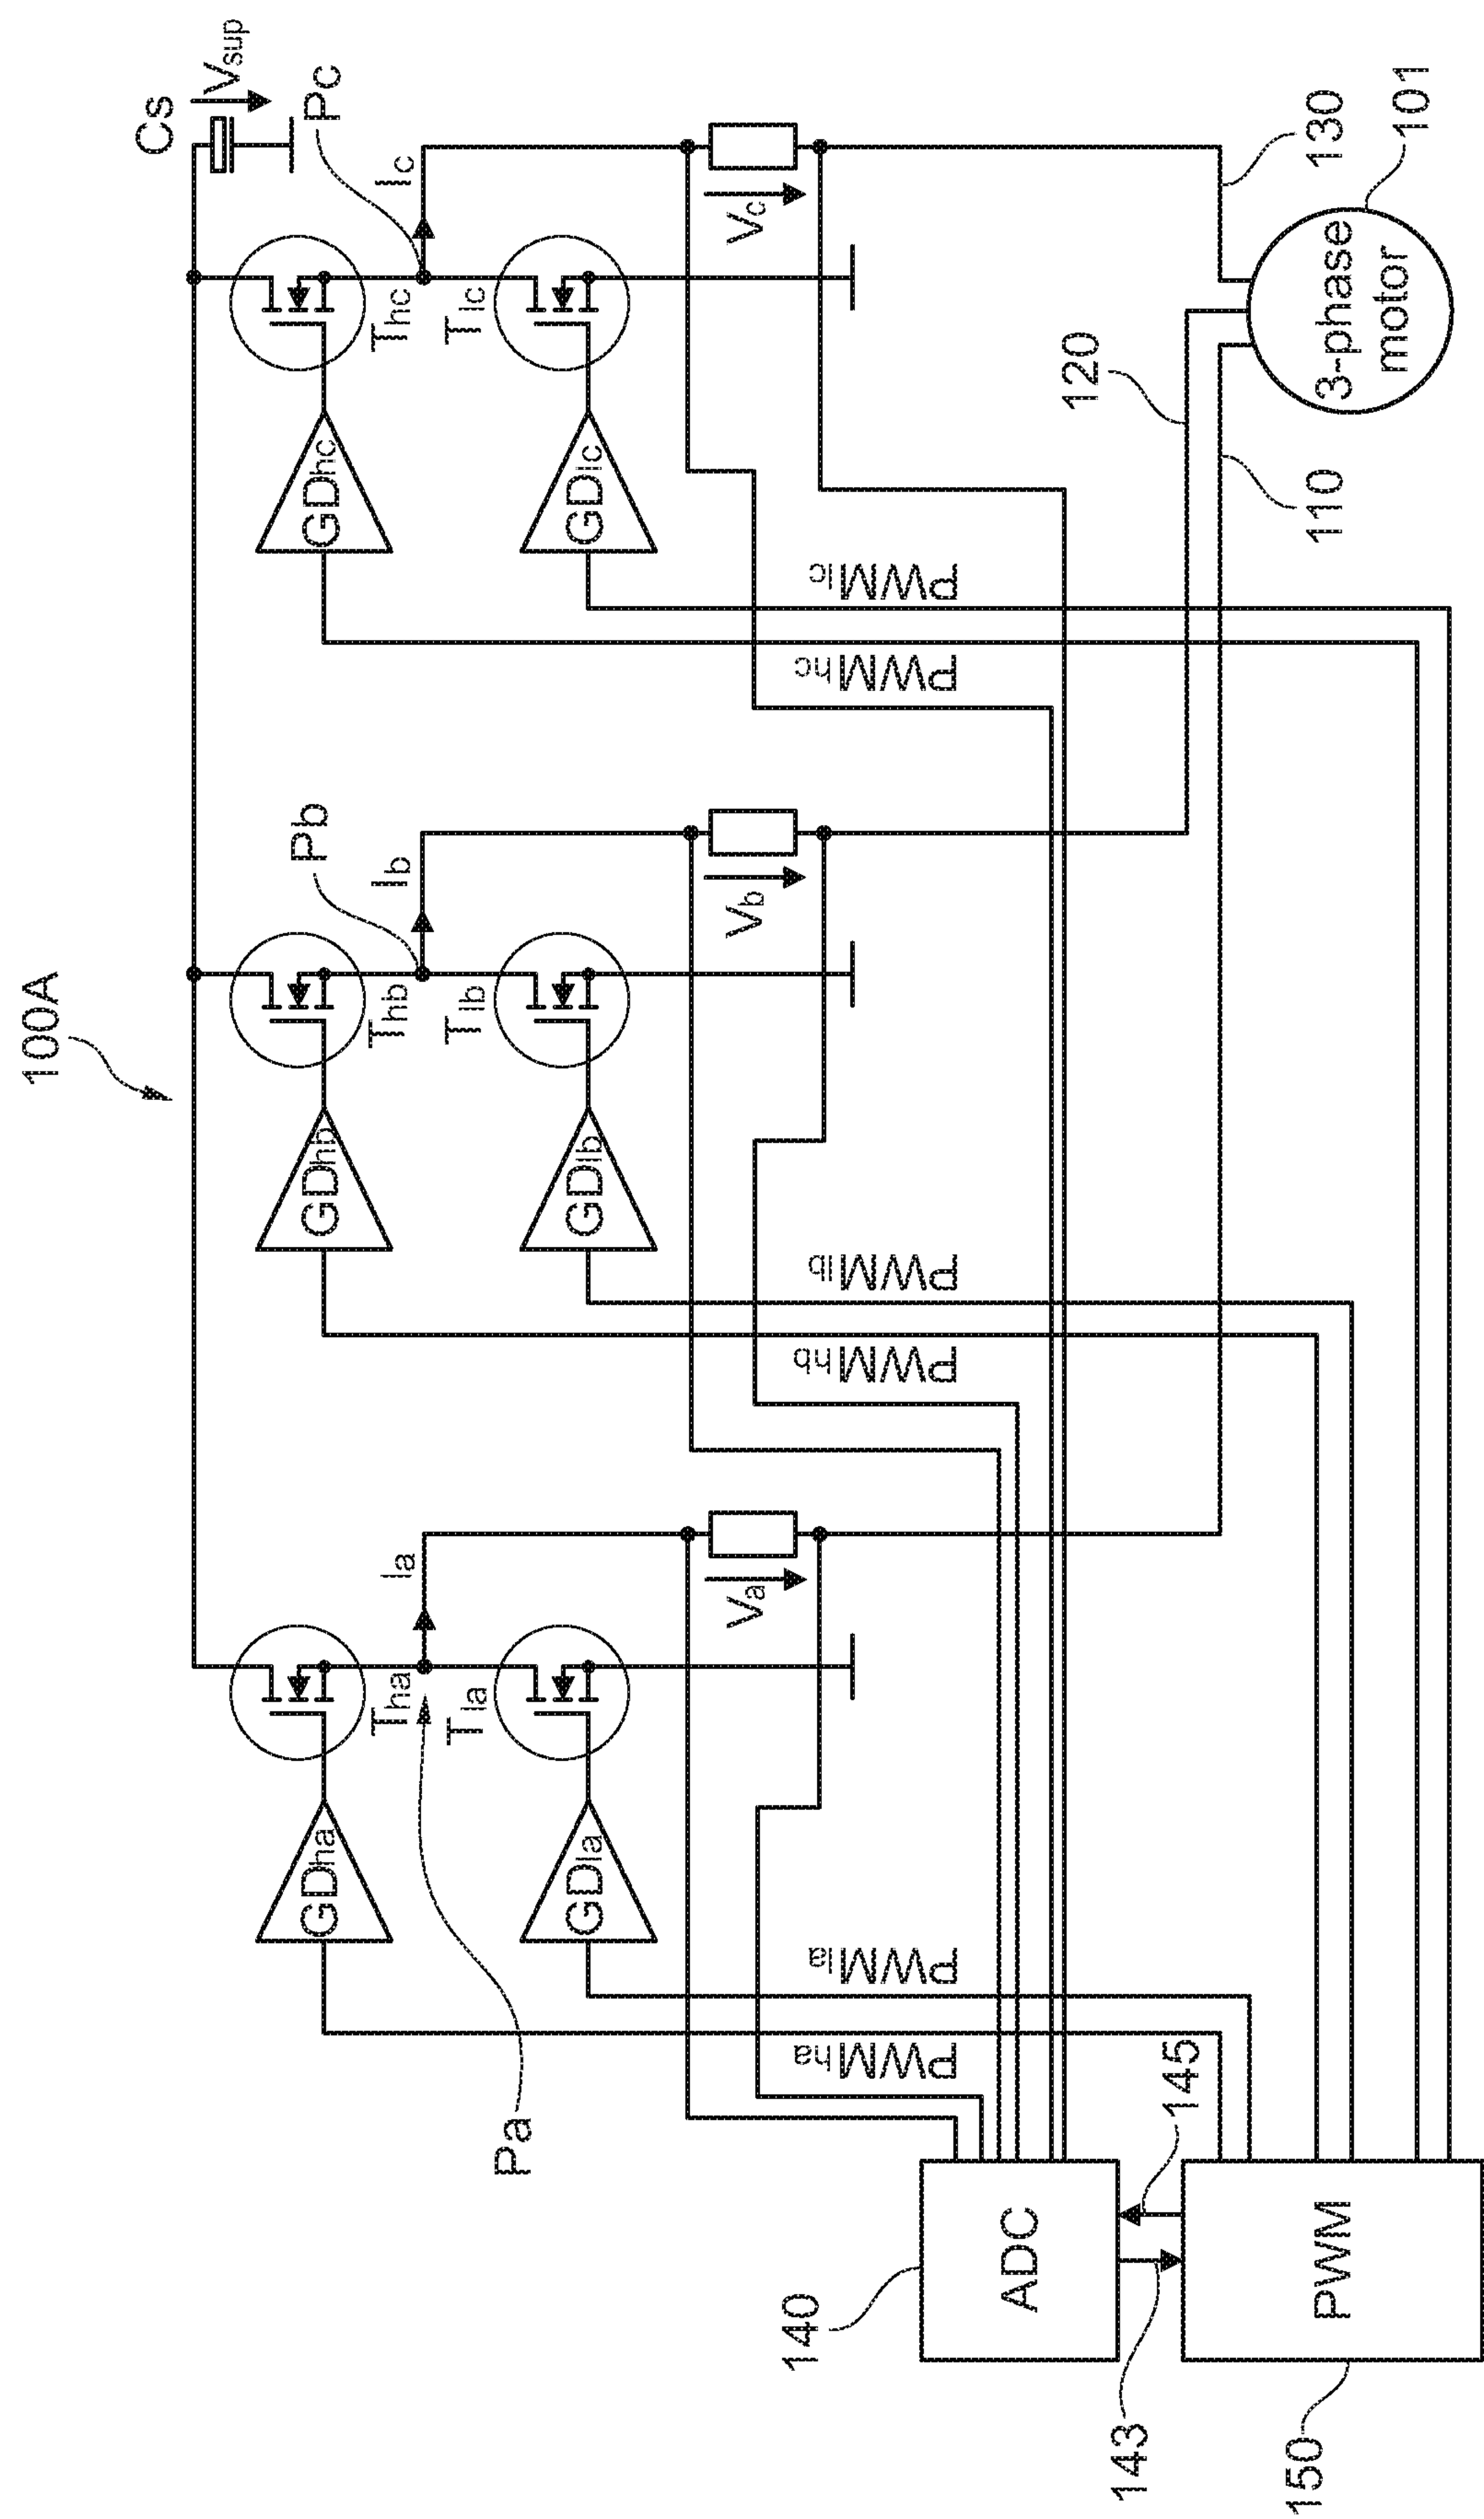 100A
Cs
Vsup
Pc
Pb
Pa
GDha
Tha
Ia
GDhb
Thb
Ib
GDhc
Thc
Ic
GDla
Tla
GDlb
Tlb
GDlc
Tlc
Va
Vb
Vc
PWMha
PWMla
PWMhb
PWMlb
PWMhc
PWMlc
140
ADC
143
145
150
PWM
120
110
130
101
3-phase
motor